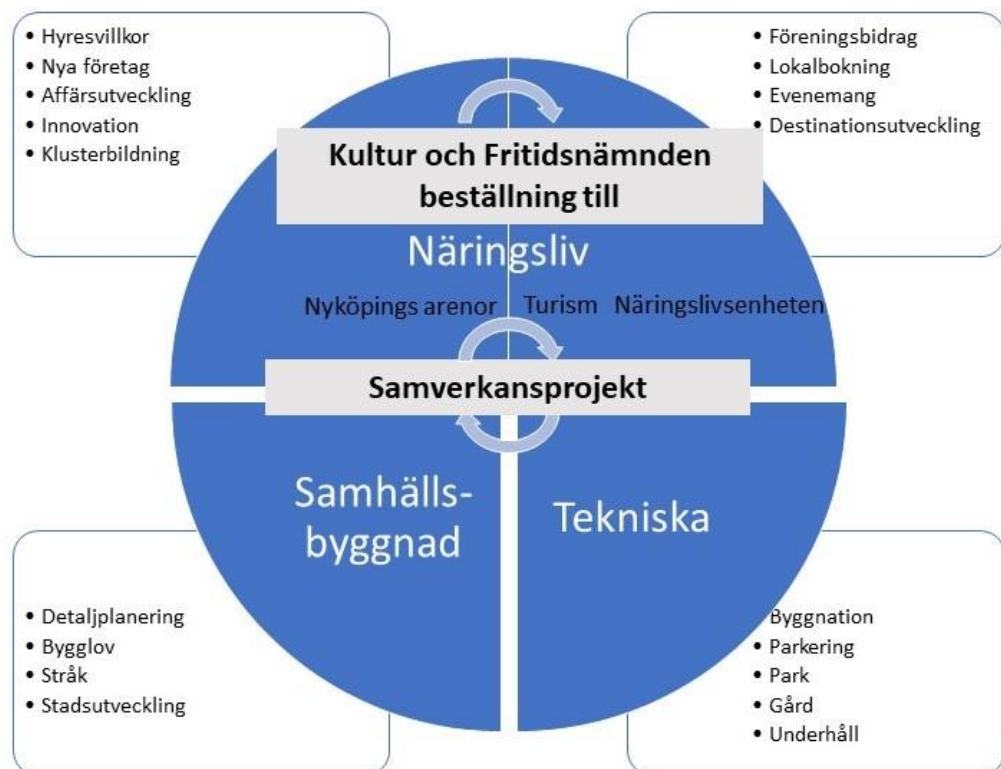 • Hyresvillkor
• Nya företag
• Affärsutveckling
• Innovation
• Klusterbildning
• Föreningsbidrag
• Lokalbokning
• Evenemang
• Destinationsutveckling
Kultur och Fritidsnämnden
beställning till
Näringsliv
Nyköpings arenor Turism Näringslivsenheten
Samverkansprojekt
Samhälls-
byggnad
Tekniska
• Detaljplanering
• Bygglov
• Stråk
• Stadsutveckling
• Byggnation
• Parkering
• Park
• Gård
• Underhåll